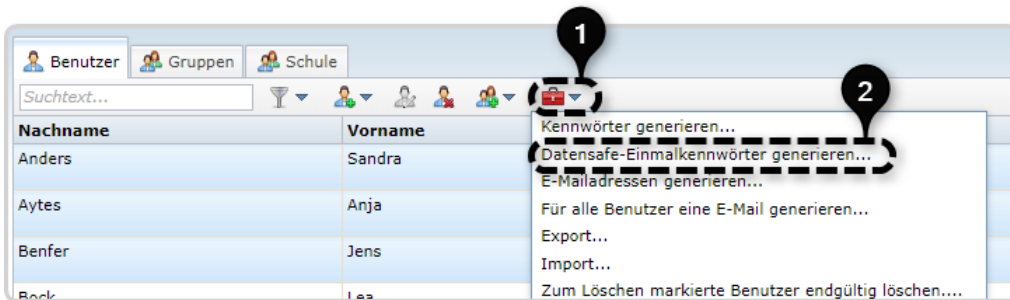 1
Benutzer Gruppen Schule
Suchtext...
2
Nachname Vorname
Kennwörter generieren...
Anders Sandra
Datensafe-Einmalkennwörter generieren...
E-Mailadressen generieren...
Aytes Anja
Für alle Benutzer eine E-Mail generieren...
Export...
Benfer Jens
Import...
Bock Lea
Zum Löschen markierte Benutzer endgültig löschen....